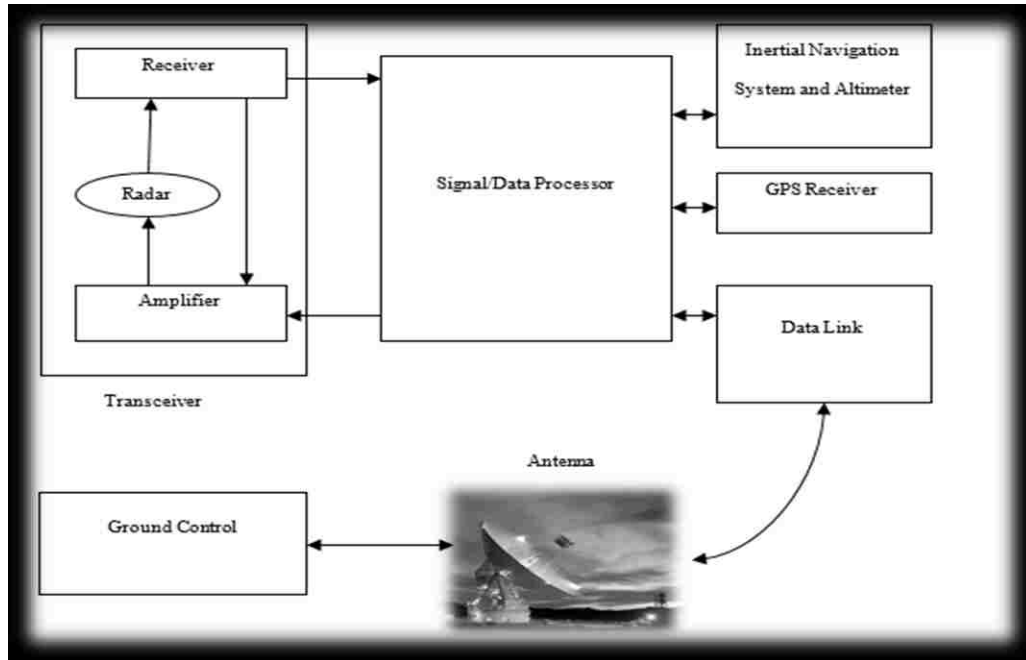 Receiver
Radar
Amplifier
Transceiver
Signal/Data Processor
Inertial Navigation
System and Altimeter
GPS Receiver
Data Link
Antenna
Ground Control